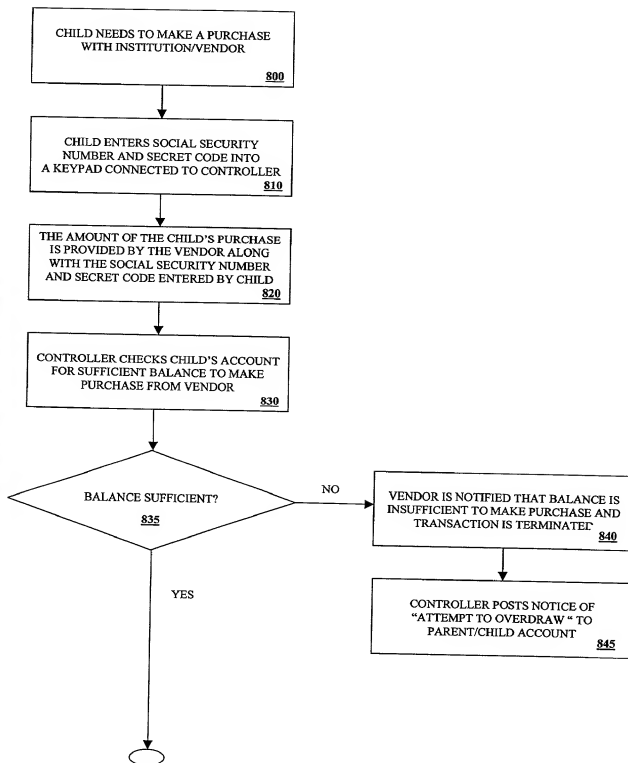 CHILD NEEDS TO MAKE A PURCHASE
WITH INSTITUTION/VENDOR
800
CHILD ENTERS SOCIAL SECURITY
NUMBER AND SECRET CODE INTO
A KEYPAD CONNECTED TO CONTROLLER
810
THE AMOUNT OF THE CHILD'S PURCHASE
IS PROVIDED BY THE VENDOR ALONG
WITH THE SOCIAL SECURITY NUMBER
AND SECRET CODE ENTERED BY CHILD
820
CONTROLLER CHECKS CHILD'S ACCOUNT
FOR SUFFICIENT BALANCE TO MAKE
PURCHASE FROM VENDOR
830
BALANCE SUFFICIENT?
835
NO
VENDOR IS NOTIFIED THAT BALANCE IS
INSUFFICIENT TO MAKE PURCHASE AND
TRANSACTION IS TERMINATED
840
CONTROLLER POSTS NOTICE OF
"ATTEMPT TO OVERDRAW " TO
PARENT/CHILD ACCOUNT
845
YES